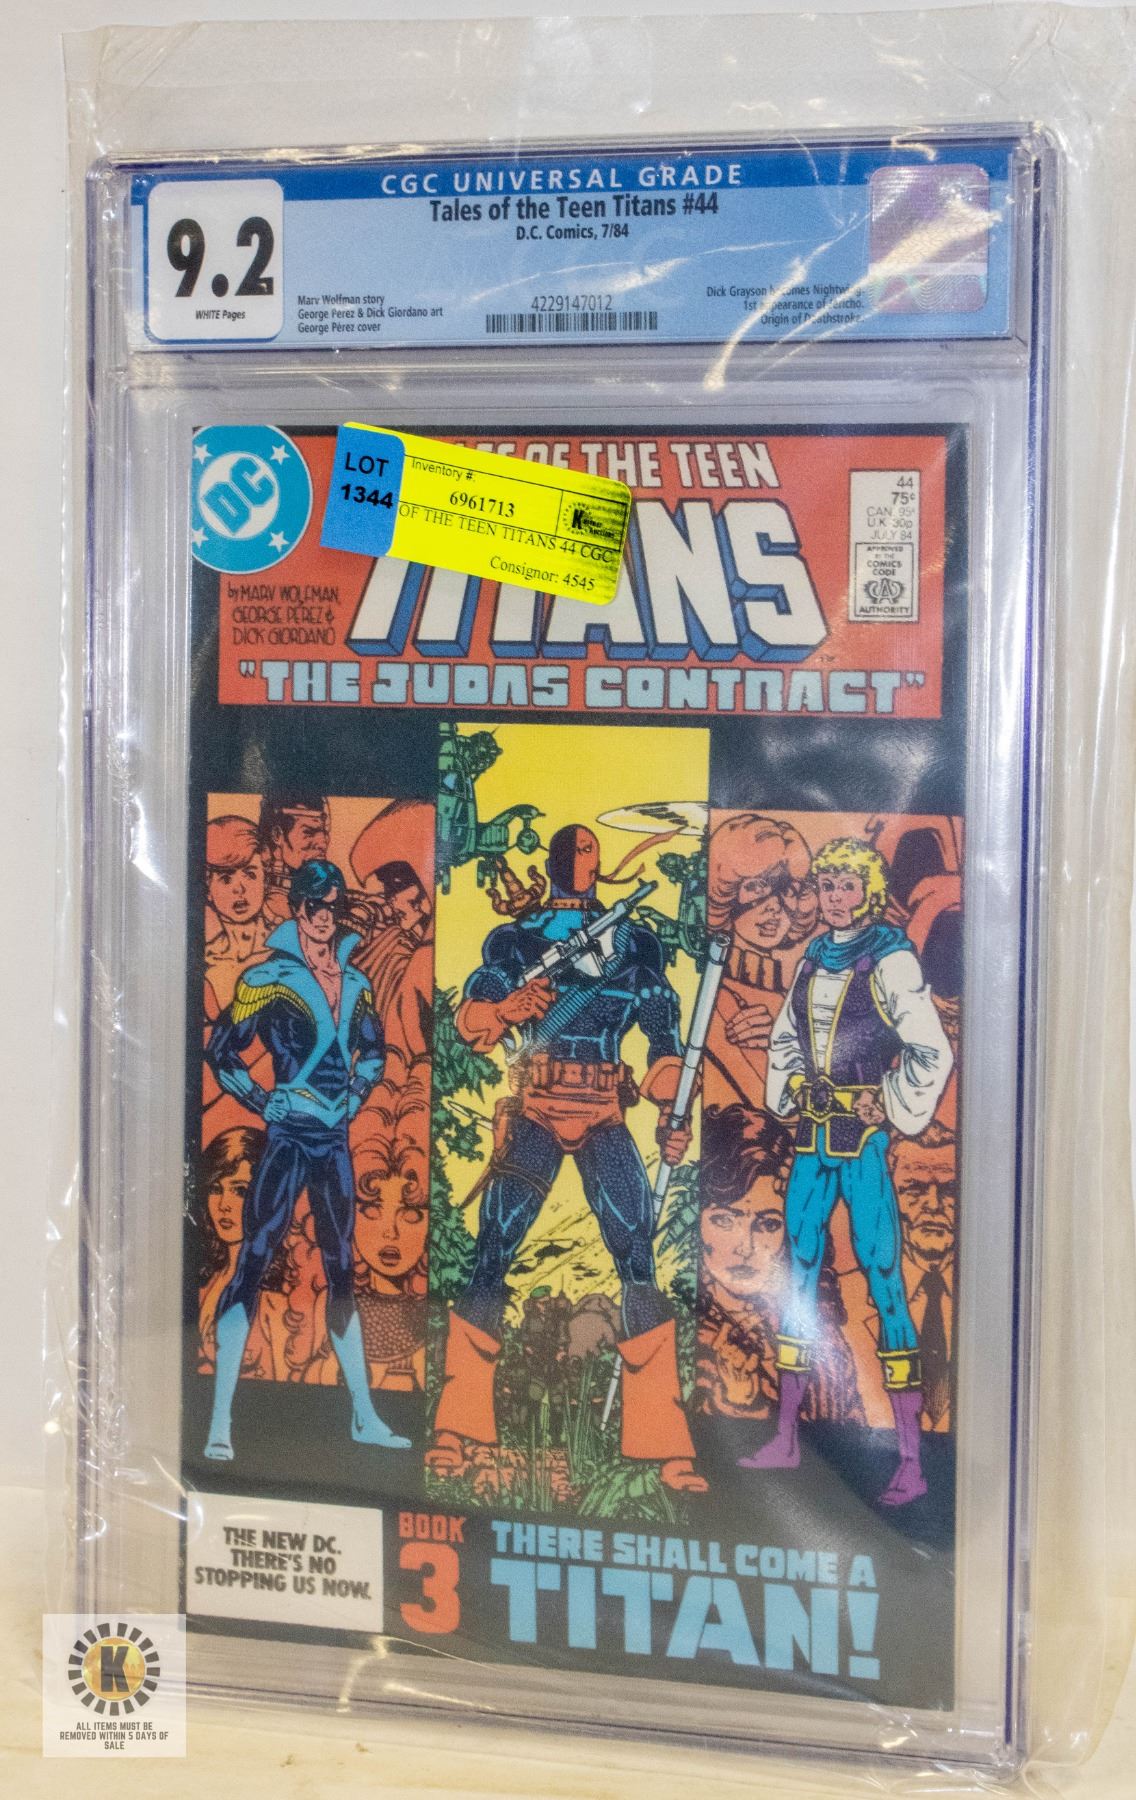 CGC UNIVERSAL GRADE
Tales of the Teen Titans #44
D.C. Comics, 7/84
9.2
WHITE Pages
Marv Wolfman story
George Perez & Dick Giordano art
George Pérez cover
4229147012
Dick Grayson becomes Nightwing.
1st appearance of Jericho.
Origin of Deathstroke.
LOT
1344
Inventory #:
6961713
OF THE TEEN TITANS 44 CGC
Consignor: 4545
DC
OF THE TEEN
TITANS
44
75¢
CAN. 95¢
U.K. 30p
JULY 84
APPROVED
BY THE
COMICS
CODE
AUTHORITY
by MARV WOLFMAN,
GEORGE PÉREZ &
DICK GIORDANO
"THE JUDAS CONTRACT"
THE NEW DC.
THERE'S NO
STOPPING US NOW.
BOOK
3
THERE SHALL COME A
TITAN!
K
ALL ITEMS MUST BE
REMOVED WITHIN 5 DAYS OF
SALE